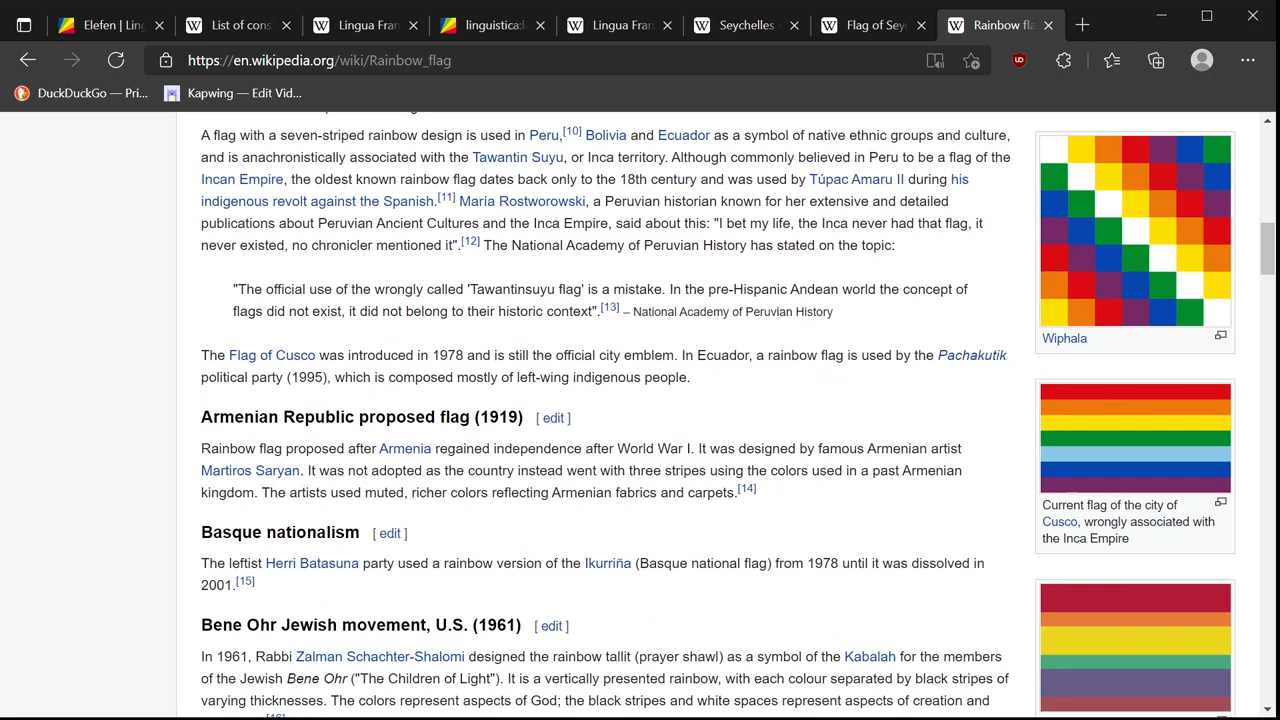 Elefen | Ling
List of cons
Lingua Fran
linguistica:la
Lingua Fran
Seychelles -
Flag of Sey
Rainbow fla
https://en.wikipedia.org/wiki/Rainbow_flag
DuckDuckGo — Pri...
Kapwing — Edit Vid...
A flag with a seven-striped rainbow design is used in Peru,[10] Bolivia and Ecuador as a symbol of native ethnic groups and culture,
and is anachronistically associated with the Tawantin Suyu, or Inca territory. Although commonly believed in Peru to be a flag of the
Incan Empire, the oldest known rainbow flag dates back only to the 18th century and was used by Túpac Amaru II during his
indigenous revolt against the Spanish.[11] María Rostworowski, a Peruvian historian known for her extensive and detailed
publications about Peruvian Ancient Cultures and the Inca Empire, said about this: "I bet my life, the Inca never had that flag, it
never existed, no chronicler mentioned it".[12] The National Academy of Peruvian History has stated on the topic:
"The official use of the wrongly called 'Tawantinsuyu flag' is a mistake. In the pre-Hispanic Andean world the concept of
flags did not exist, it did not belong to their historic context".[13] – National Academy of Peruvian History
The Flag of Cusco was introduced in 1978 and is still the official city emblem. In Ecuador, a rainbow flag is used by the Pachakutik
political party (1995), which is composed mostly of left-wing indigenous people.
Armenian Republic proposed flag (1919) [ edit ]
Rainbow flag proposed after Armenia regained independence after World War I. It was designed by famous Armenian artist
Martiros Saryan. It was not adopted as the country instead went with three stripes using the colors used in a past Armenian
kingdom. The artists used muted, richer colors reflecting Armenian fabrics and carpets.[14]
Basque nationalism [ edit ]
The leftist Herri Batasuna party used a rainbow version of the Ikurriña (Basque national flag) from 1978 until it was dissolved in
2001.[15]
Bene Ohr Jewish movement, U.S. (1961) [ edit ]
In 1961, Rabbi Zalman Schachter-Shalomi designed the rainbow tallit (prayer shawl) as a symbol of the Kabalah for the members
of the Jewish Bene Ohr ("The Children of Light"). It is a vertically presented rainbow, with each colour separated by black stripes of
varying thicknesses. The colors represent aspects of God; the black stripes and white spaces represent aspects of creation and
Wiphala
Current flag of the city of
Cusco, wrongly associated with
the Inca Empire